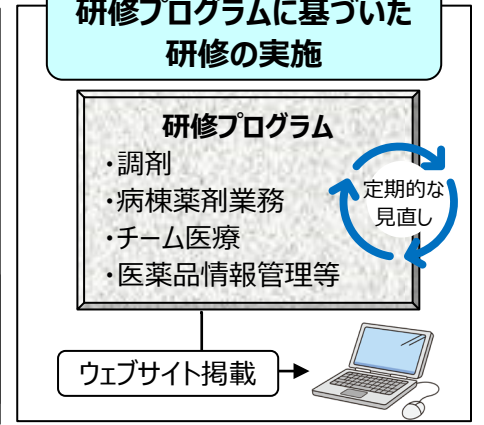 研修プログラムに基づいた
研修の実施
研修プログラム
・調剤
・病棟薬剤業務
・チーム医療
・医薬品情報管理等
定期的な
見直し
ウェブサイト掲載